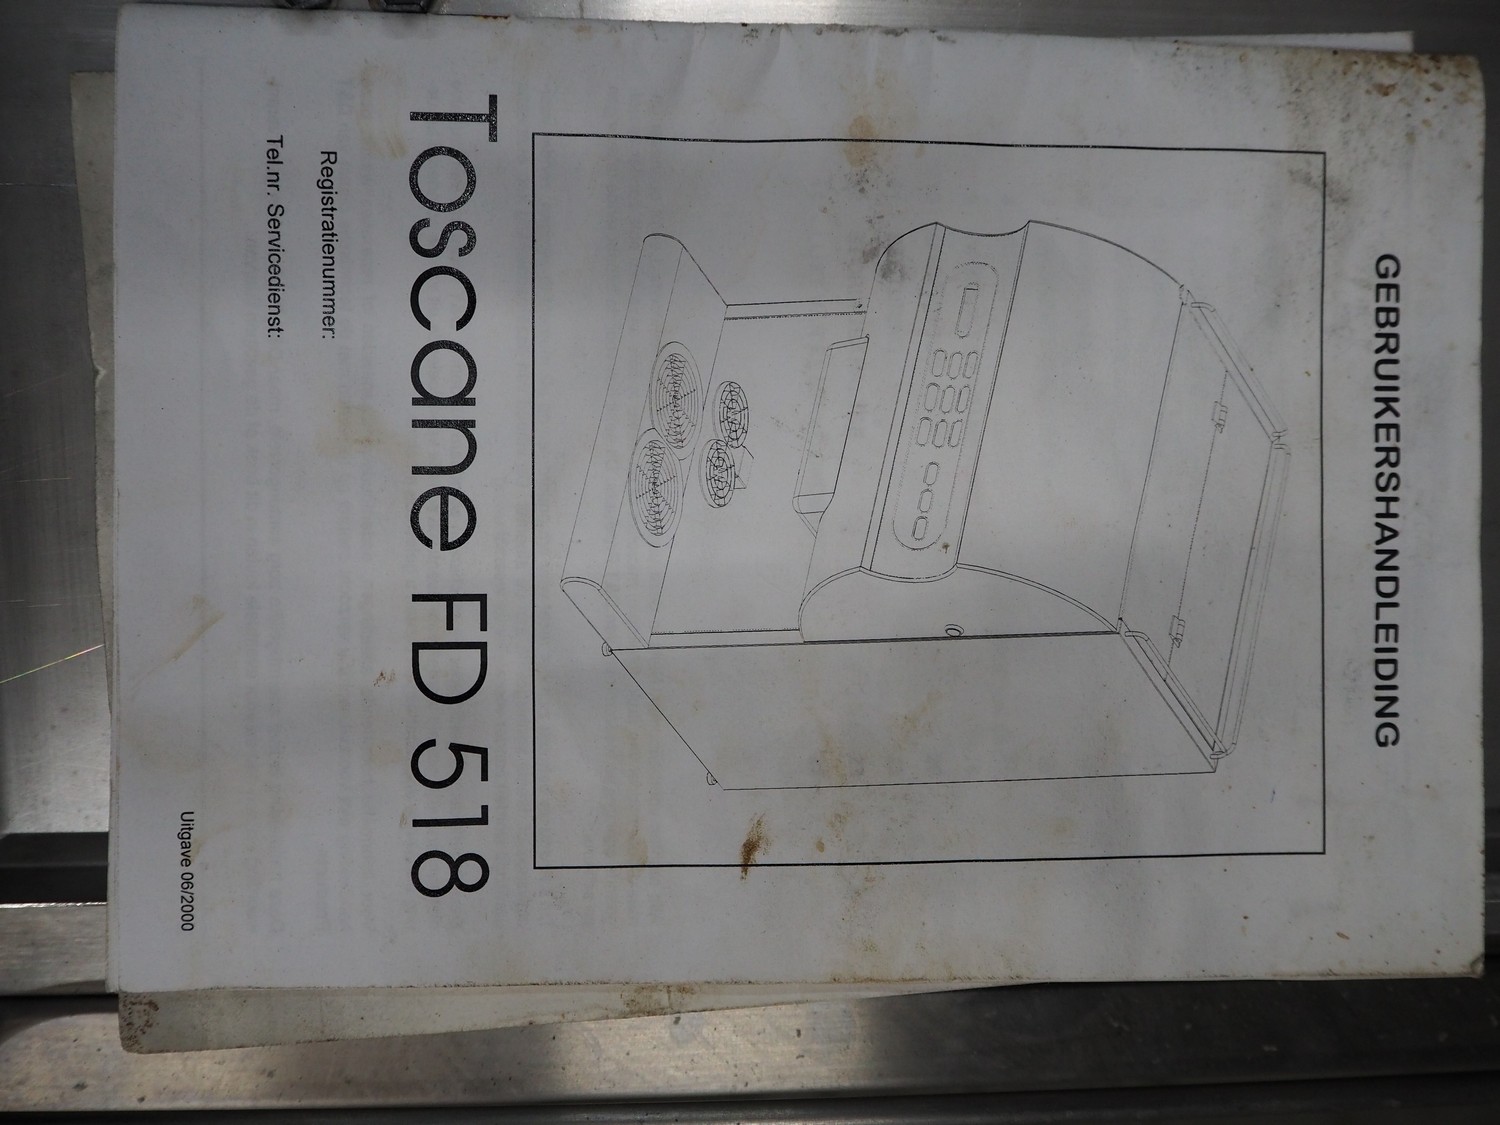 GEBRUIKERSHANDLEIDING
Toscane FD 518
Registratienummer:
Tel.nr. Servicedienst:
Uitgave 06/2000